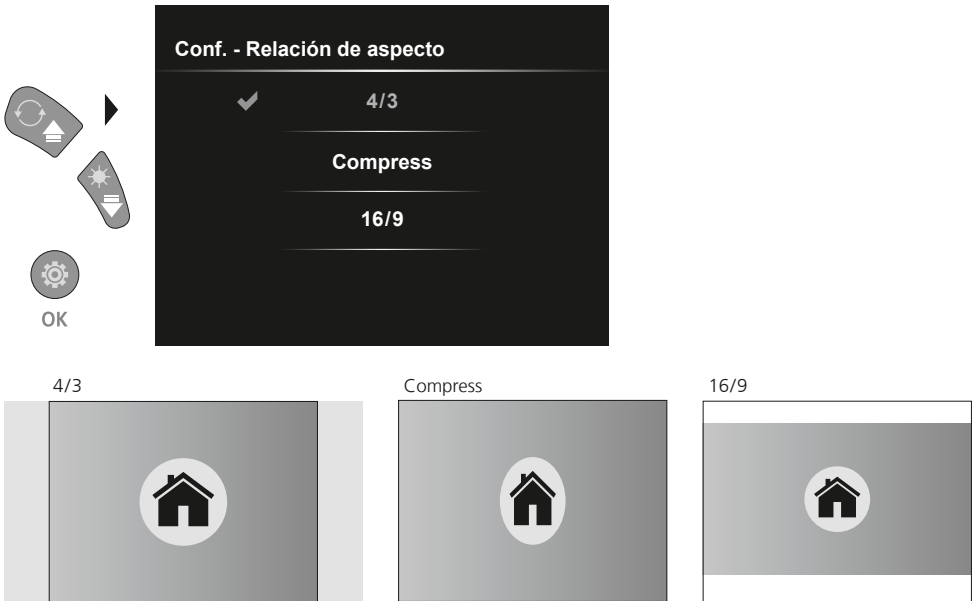 Conf. - Relación de aspecto
4/3
Compress
16/9
OK
4/3
Compress
16/9